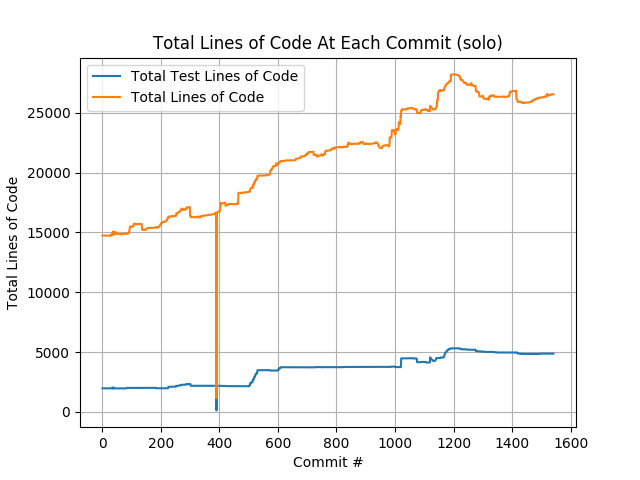 Total Lines of Code At Each Commit (solo)
Total Test Lines of Code
Total Lines of Code
Total Lines of Code
25000
20000
15000
10000
5000
0
0 200 400 600 800 1000 1200 1400 1600
Commit #